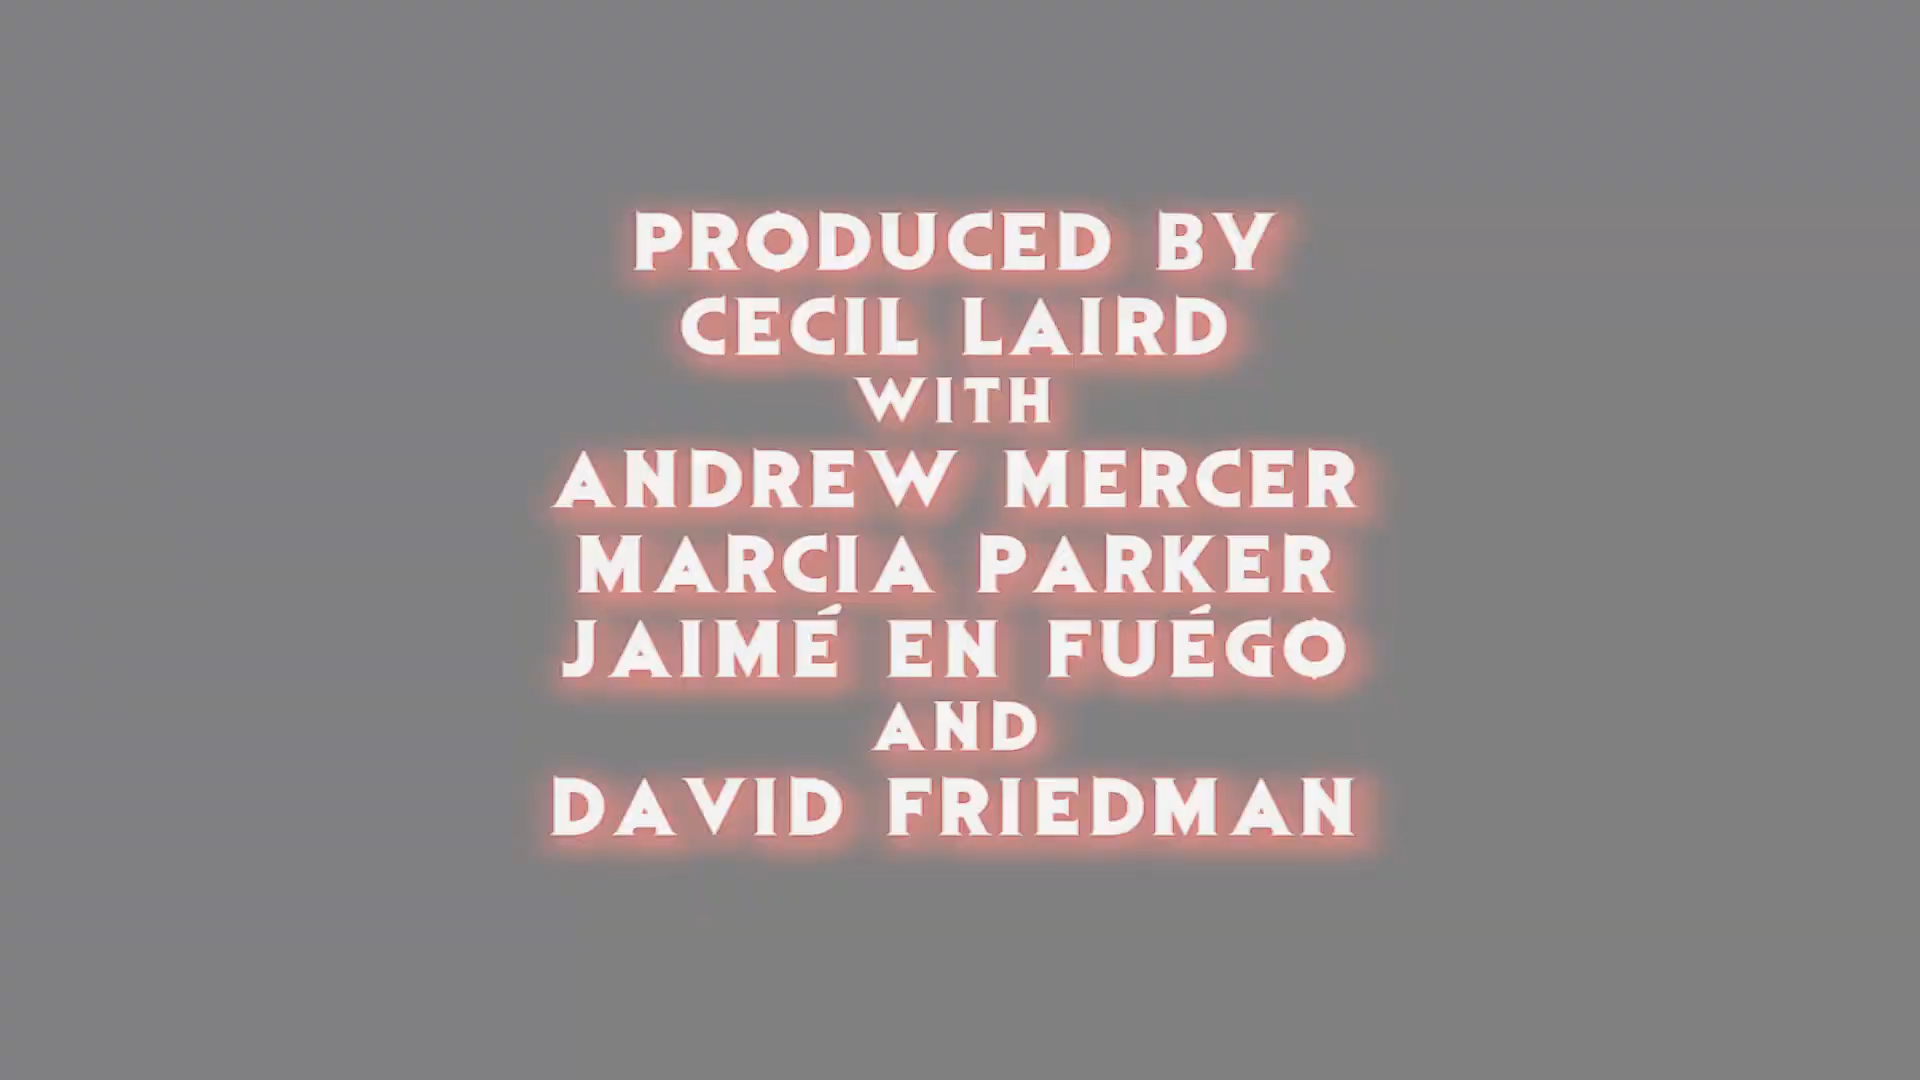 PRODUCED BY
CECIL LAIRD
WITH
ANDREW MERCER
MARCIA PARKER
JAIMÉ EN FUÉGO
AND
DAVID FRIEDMAN